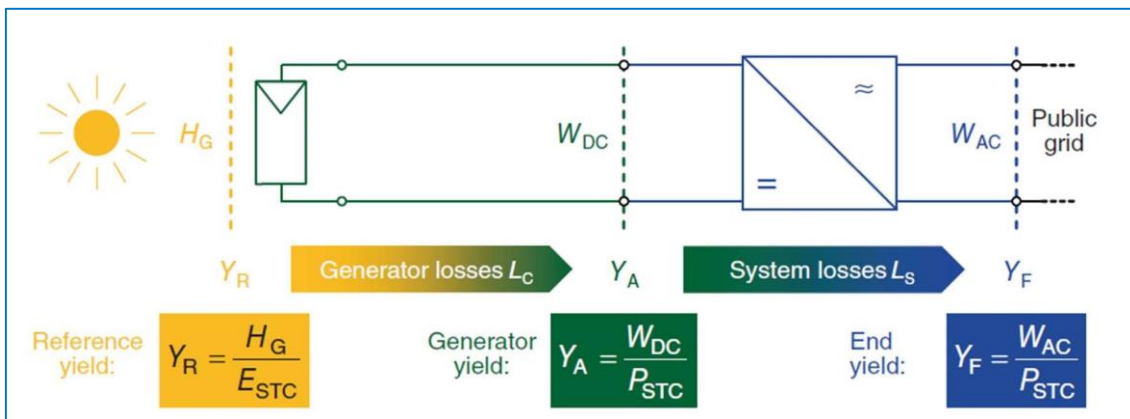 H_G
W_DC
≈
=
W_AC
Public
grid
Y_R
Generator losses L_C
Y_A
System losses L_S
Y_F
Reference
yield:
Y_R = H_G / E_STC
Generator
yield:
Y_A = W_DC / P_STC
End
yield:
Y_F = W_AC / P_STC